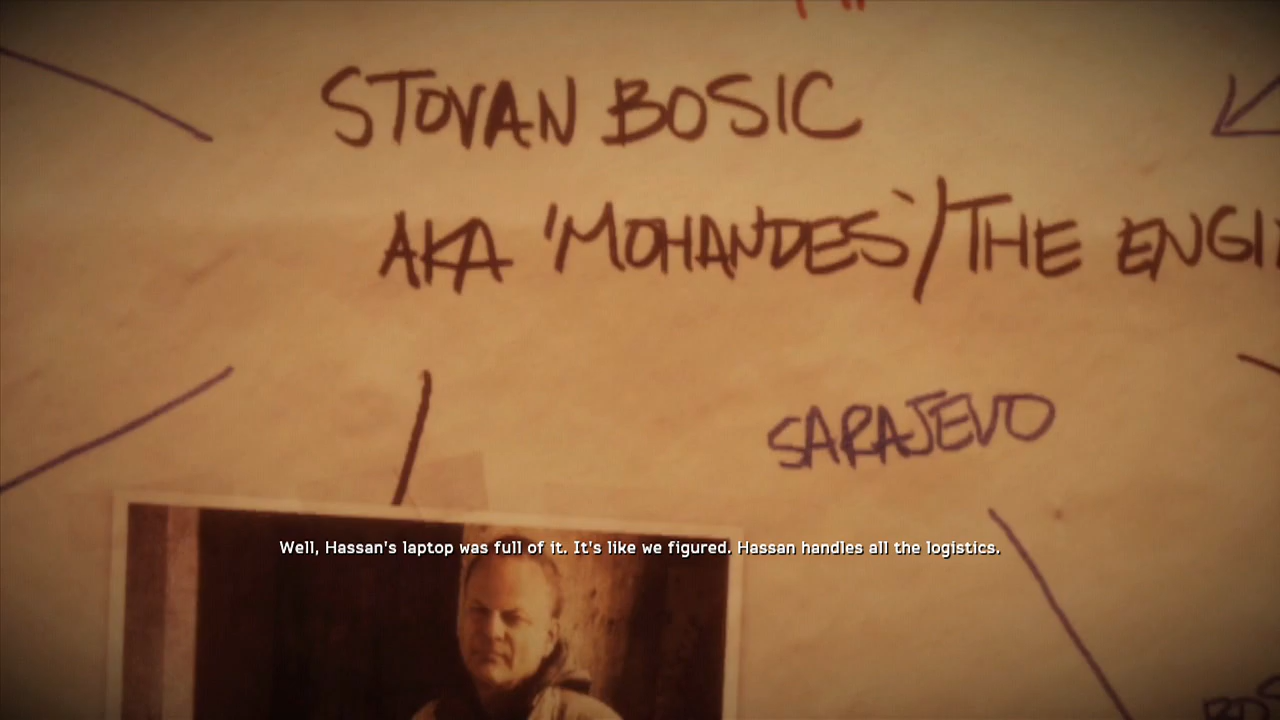 STOVAN BOSIC
AKA 'MOHANDES'/THE ENGI
SARAJEVO
Well, Hassan's laptop was full of it. It's like we figured. Hassan handles all the logistics.